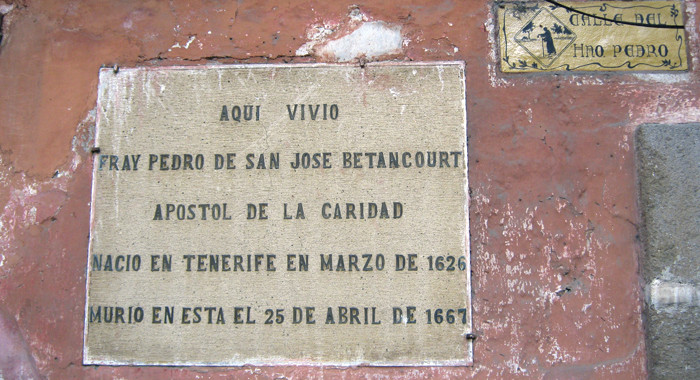 CALLE DEL
HNO PEDRO
AQUI VIVIO
FRAY PEDRO DE SAN JOSE BETANCOURT
APOSTOL DE LA CARIDAD
NACIO EN TENERIFE EN MARZO DE 1626
MURIO EN ESTA EL 25 DE ABRIL DE 1667